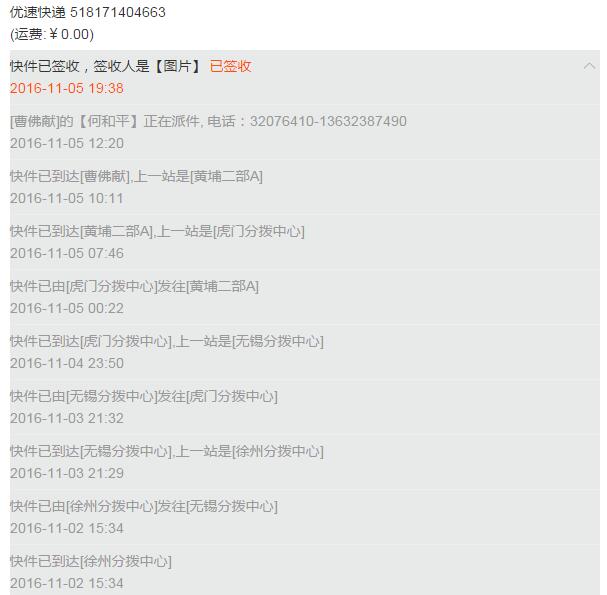 优速快递 518171404663
(运费:￥0.00)
快件已签收，签收人是【图片】 已签收
2016-11-05 19:38
[曹佛献]的【何和平】正在派件, 电话：32076410-13632387490
2016-11-05 12:20
快件已到达[曹佛献],上一站是[黄埔二部A]
2016-11-05 10:11
快件已到达[黄埔二部A],上一站是[虎门分拨中心]
2016-11-05 07:46
快件已由[虎门分拨中心]发往[黄埔二部A]
2016-11-05 00:22
快件已到达[虎门分拨中心],上一站是[无锡分拨中心]
2016-11-04 23:50
快件已由[无锡分拨中心]发往[虎门分拨中心]
2016-11-03 21:32
快件已到达[无锡分拨中心],上一站是[徐州分拨中心]
2016-11-03 21:29
快件已由[徐州分拨中心]发往[无锡分拨中心]
2016-11-02 15:34
快件已到达[徐州分拨中心]
2016-11-02 15:34